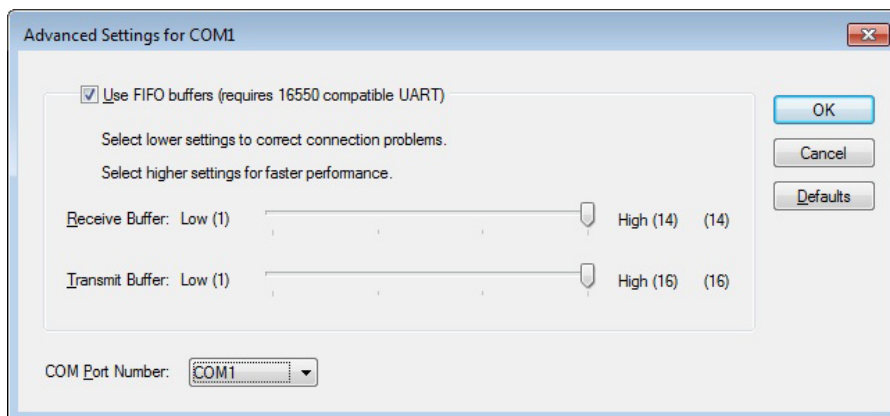 Advanced Settings for COM1
Use FIFO buffers (requires 16550 compatible UART)
OK
Select lower settings to correct connection problems.
Cancel
Select higher settings for faster performance.
Defaults
Receive Buffer: Low (1) High (14) (14)
Transmit Buffer: Low (1) High (16) (16)
COM Port Number: COM1